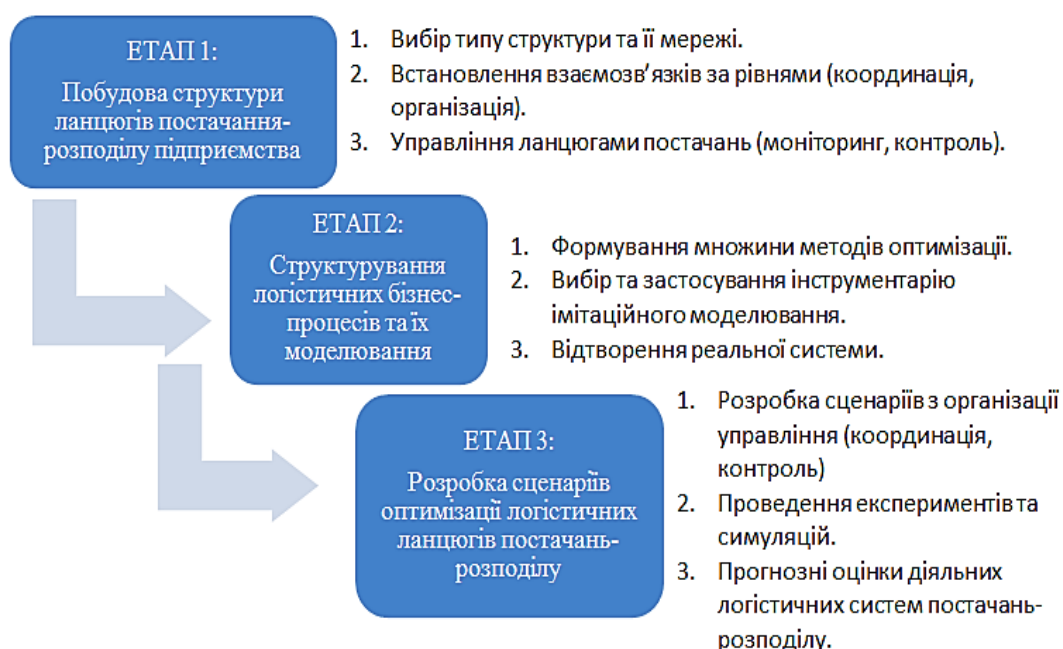 ЕТАП 1:
Побудова структури
ланцюгів постачання-
розподілу підприємства
1. Вибір типу структури та її мережі.
2. Встановлення взаємозв’язків за рівнями (координація,
організація).
3. Управління ланцюгами постачань (моніторинг, контроль).
ЕТАП 2:
Структурування
логістичних бізнес-
процесів та їх
моделювання
1. Формування множини методів оптимізації.
2. Вибір та застосування інструментарію
імітаційного моделювання.
3. Відтворення реальної системи.
ЕТАП 3:
Розробка сценаріїв
оптимізації логістичних
ланцюгів постачань-
розподілу
1. Розробка сценаріїв з організації
управління (координація,
контроль)
2. Проведення експериментів та
симуляцій.
3. Прогнозні оцінки діяльних
логістичних систем постачань-
розподілу.